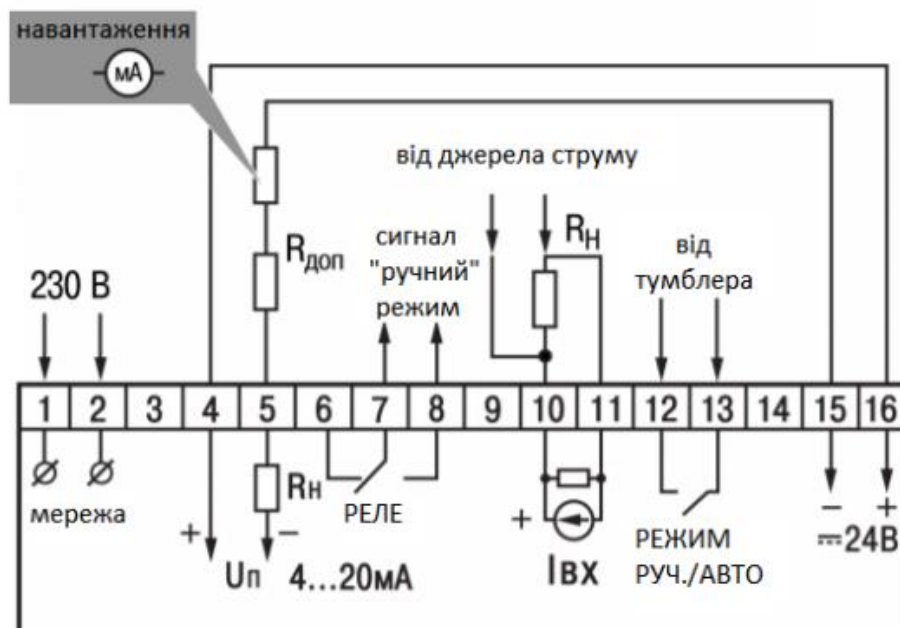 навантаження
мА
від джерела струму
Rдоп
сигнал
"ручний"
режим
RН
від
тумблера
230 В
1 2 3 4 5 6 7 8 9 10 11 12 13 14 15 16
мережа
+
Uп
Rн
−
4...20мА
РЕЛЕ
+
Iвх
РЕЖИМ
РУЧ./АВТО
− +
24В